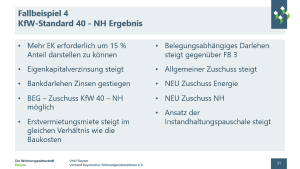 Fallbeispiel 4
KfW-Standard 40 - NH Ergebnis
• Mehr EK erforderlich um 15 %
Anteil darstellen zu können
• Eigenkapitalverzinsung steigt
• Bankdarlehen Zinsen gestiegen
• BEG – Zuschuss KfW 40 – NH
möglich
• Erstvermietungsmiete steigt im
gleichen Verhältnis wie die
Baukosten
• Belegungsabhängiges Darlehen
steigt gegenüber FB 3
• Allgemeiner Zuschuss steigt
• NEU Zuschuss Energie
• NEU Zuschuss NH
• Ansatz der
Instandhaltungspauschale steigt
Die Wohnungswirtschaft
Bayern
VdW Bayern
Verband bayerischer Wohnungsunternehmen e.V.